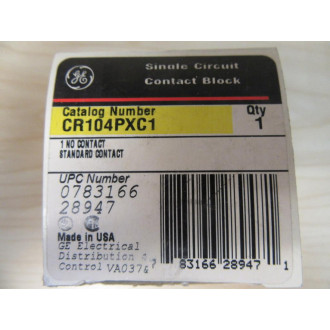 GE
Single Circuit
Contact Block
Catalog Number
CR104PXC1
Qty
1
1 NO CONTACT
STANDARD CONTACT
UPC Number
0783166
28947
Made in USA
GE Electrical
Distribution &
Control VA0374
7 83166 28947 1